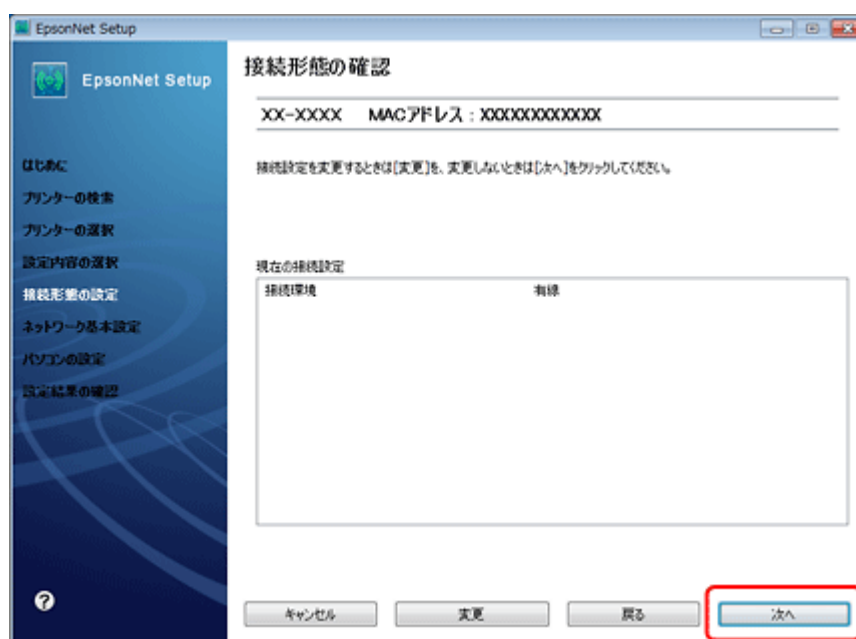 EpsonNet Setup
EpsonNet Setup
はじめに
プリンターの検索
プリンターの選択
設定内容の選択
接続形態の設定
ネットワーク基本設定
パソコンの設定
設定結果の確認
接続形態の確認
XX-XXXX MACアドレス：XXXXXXXXXXXX
接続設定を変更するときは[変更]を、変更しないときは[次へ]をクリックしてください。
現在の接続設定
接続環境 有線
?
キャンセル 変更 戻る 次へ